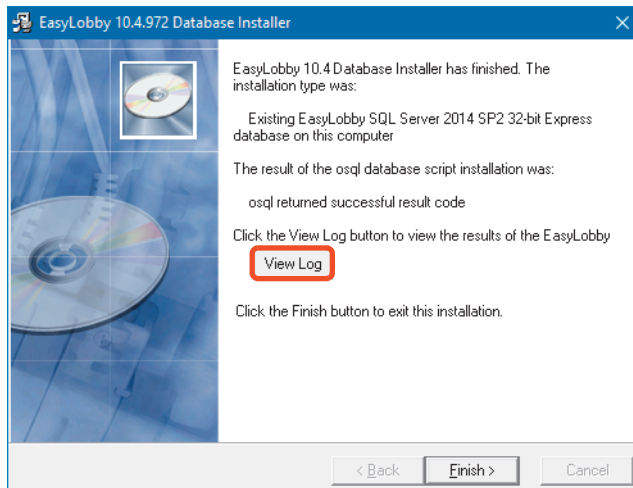 EasyLobby 10.4.972 Database Installer
EasyLobby 10.4 Database Installer has finished. The
installation type was:
Existing EasyLobby SQL Server 2014 SP2 32-bit Express
database on this computer
The result of the osql database script installation was:
osql returned successful result code
Click the View Log button to view the results of the EasyLobby
View Log
Click the Finish button to exit this installation.
< Back
Finish >
Cancel